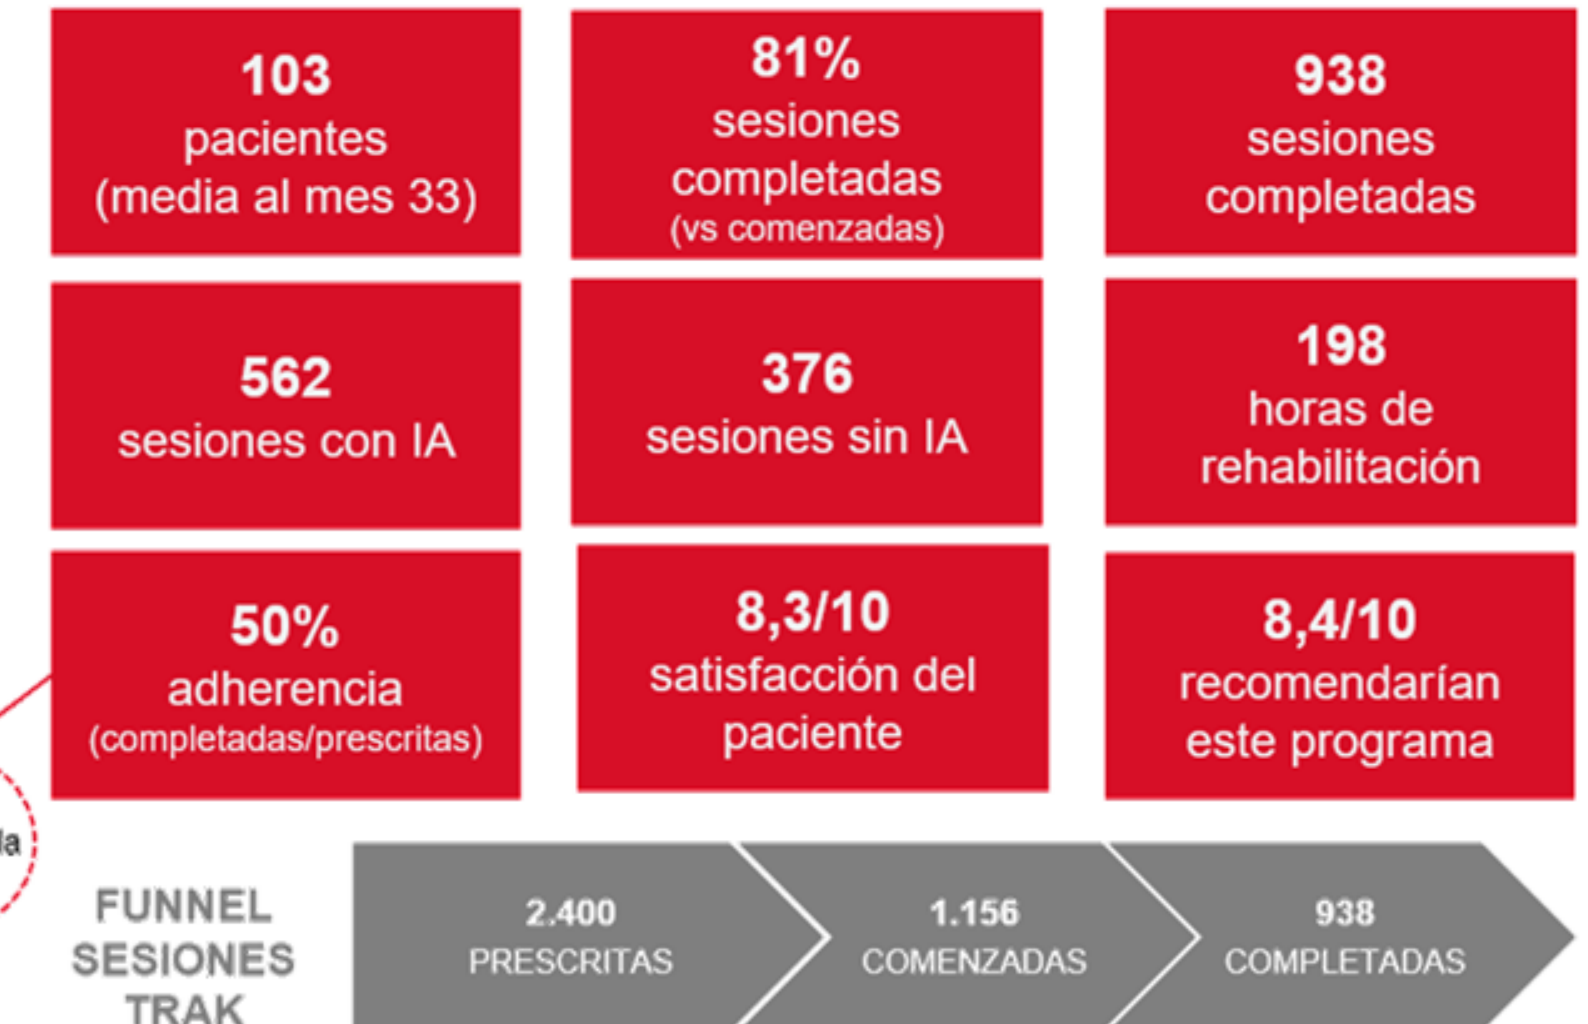 103
pacientes
(media al mes 33)
81%
sesiones
completadas
(vs comenzadas)
938
sesiones
completadas
562
sesiones con IA
376
sesiones sin IA
198
horas de
rehabilitación
50%
adherencia
(completadas/prescritas)
8,3/10
satisfacción del
paciente
8,4/10
recomendarían
este programa
FUNNEL
SESIONES
TRAK
2.400
PRESCRITAS
1.156
COMENZADAS
938
COMPLETADAS